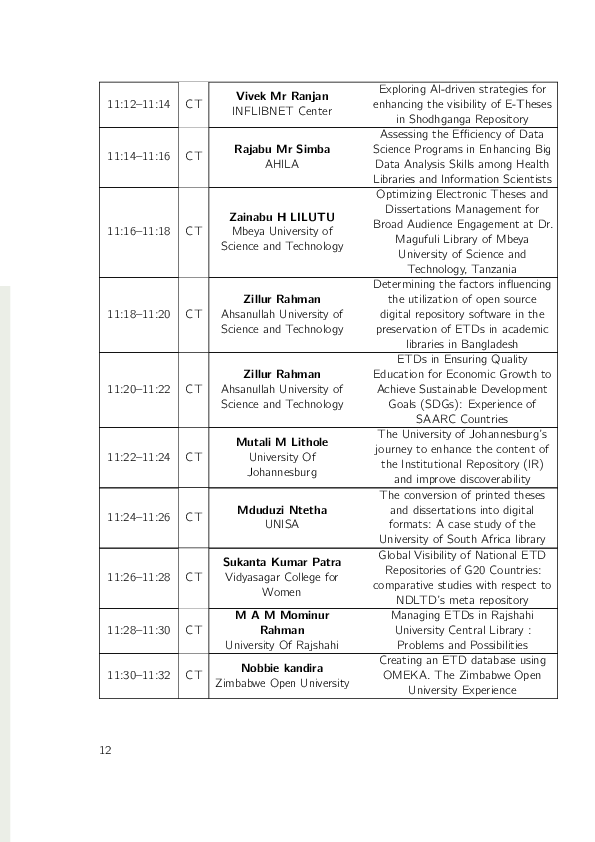 11:12–11:14 CT Vivek Mr Ranjan
INFLIBNET Center
Exploring AI-driven strategies for
enhancing the visibility of E-Theses
in Shodhganga Repository
11:14–11:16 CT Rajabu Mr Simba
AHILA
Assessing the Efficiency of Data
Science Programs in Enhancing Big
Data Analysis Skills among Health
Libraries and Information Scientists
11:16–11:18 CT Zainabu H LILUTU
Mbeya University of
Science and Technology
Optimizing Electronic Theses and
Dissertations Management for
Broad Audience Engagement at Dr.
Magufuli Library of Mbeya
University of Science and
Technology, Tanzania
11:18–11:20 CT Zillur Rahman
Ahsanullah University of
Science and Technology
Determining the factors influencing
the utilization of open source
digital repository software in the
preservation of ETDs in academic
libraries in Bangladesh
11:20–11:22 CT Zillur Rahman
Ahsanullah University of
Science and Technology
ETDs in Ensuring Quality
Education for Economic Growth to
Achieve Sustainable Development
Goals (SDGs): Experience of
SAARC Countries
11:22–11:24 CT Mutali M Lithole
University Of
Johannesburg
The University of Johannesburg's
journey to enhance the content of
the Institutional Repository (IR)
and improve discoverability
11:24–11:26 CT Mduduzi Ntetha
UNISA
The conversion of printed theses
and dissertations into digital
formats: A case study of the
University of South Africa library
11:26–11:28 CT Sukanta Kumar Patra
Vidyasagar College for
Women
Global Visibility of National ETD
Repositories of G20 Countries:
comparative studies with respect to
NDLTD's meta repository
11:28–11:30 CT M A M Mominur
Rahman
University Of Rajshahi
Managing ETDs in Rajshahi
University Central Library :
Problems and Possibilities
11:30–11:32 CT Nobbie kandira
Zimbabwe Open University
Creating an ETD database using
OMEKA. The Zimbabwe Open
University Experience
12